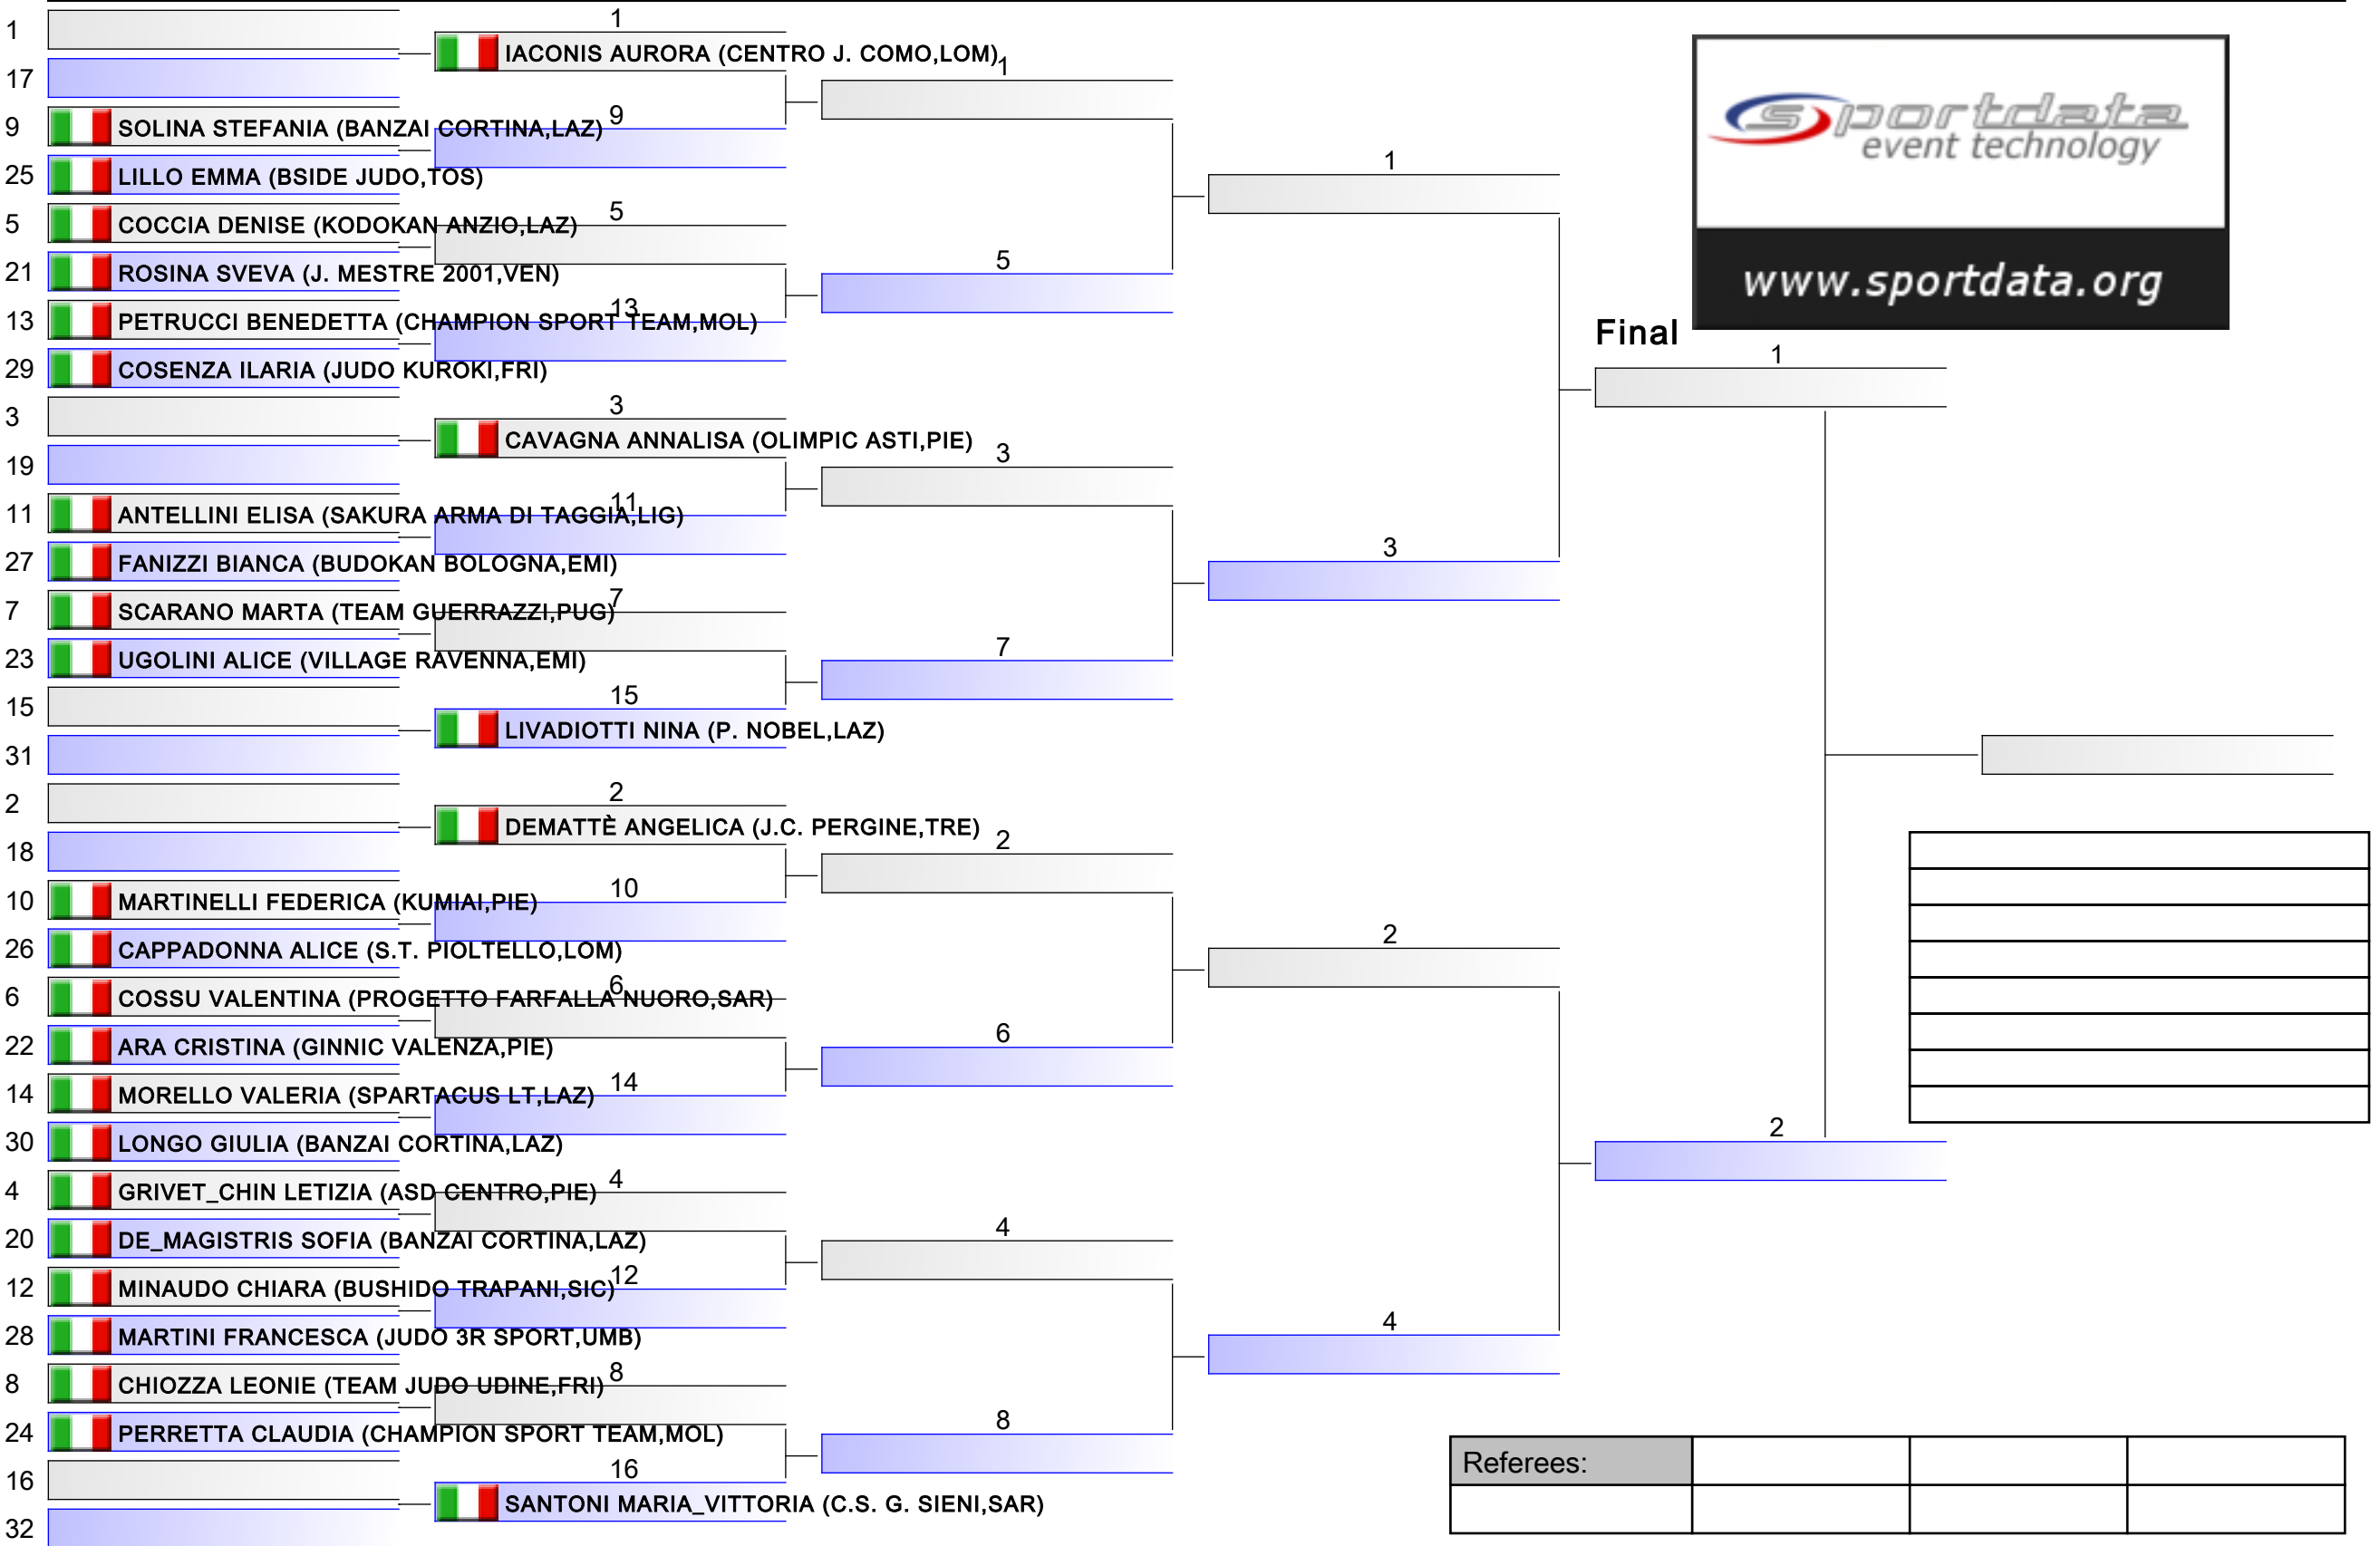 1
1
IACONIS AURORA (CENTRO J. COMO,LOM)
1
17
9
SOLINA STEFANIA (BANZAI CORTINA,LAZ)
9
25
LILLO EMMA (BSIDE JUDO,TOS)
1
5
COCCIA DENISE (KODOKAN ANZIO,LAZ)
5
21
ROSINA SVEVA (J. MESTRE 2001,VEN)
5
13
PETRUCCI BENEDETTA (CHAMPION SPORT TEAM,MOL)
13
29
COSENZA ILARIA (JUDO KUROKI,FRI)
sportdata
event technology
www.sportdata.org
Final
1
3
3
CAVAGNA ANNALISA (OLIMPIC ASTI,PIE)
3
19
11
ANTELLINI ELISA (SAKURA ARMA DI TAGGIA,LIG)
11
27
FANIZZI BIANCA (BUDOKAN BOLOGNA,EMI)
3
7
SCARANO MARTA (TEAM GUERRAZZI,PUG)
7
23
UGOLINI ALICE (VILLAGE RAVENNA,EMI)
7
15
15
LIVADIOTTI NINA (P. NOBEL,LAZ)
31
2
2
DEMATTÈ ANGELICA (J.C. PERGINE,TRE)
2
18
10
MARTINELLI FEDERICA (KUMIAI,PIE)
10
26
CAPPADONNA ALICE (S.T. PIOLTELLO,LOM)
2
6
COSSU VALENTINA (PROGETTO FARFALLA NUORO,SAR)
6
22
ARA CRISTINA (GINNIC VALENZA,PIE)
6
14
MORELLO VALERIA (SPARTACUS LT,LAZ)
14
30
LONGO GIULIA (BANZAI CORTINA,LAZ)
2
4
GRIVET_CHIN LETIZIA (ASD CENTRO,PIE)
4
20
DE_MAGISTRIS SOFIA (BANZAI CORTINA,LAZ)
4
12
MINAUDO CHIARA (BUSHIDO TRAPANI,SIC)
12
28
MARTINI FRANCESCA (JUDO 3R SPORT,UMB)
4
8
CHIOZZA LEONIE (TEAM JUDO UDINE,FRI)
8
24
PERRETTA CLAUDIA (CHAMPION SPORT TEAM,MOL)
8
16
16
SANTONI MARIA_VITTORIA (C.S. G. SIENI,SAR)
32
Referees: